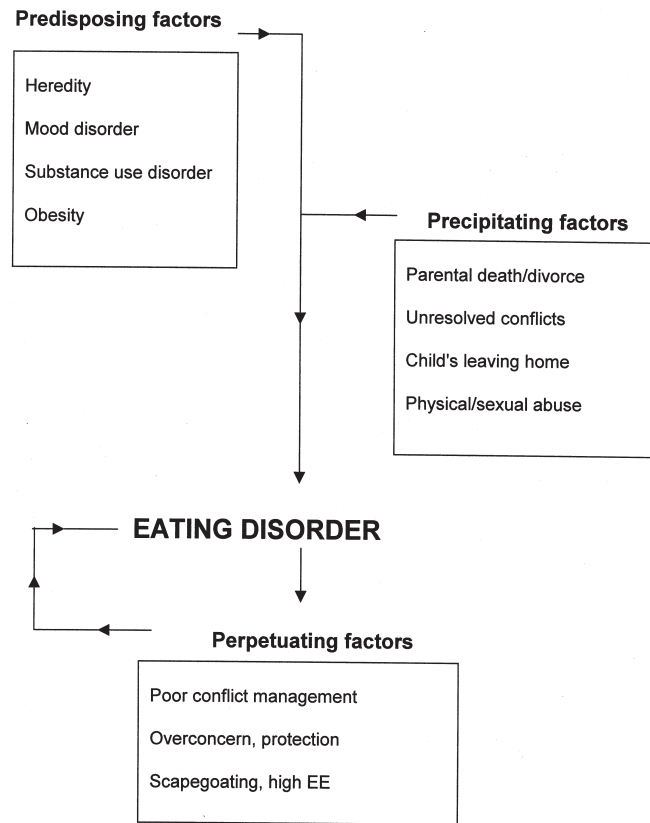 Predisposing factors
Heredity
Mood disorder
Substance use disorder
Obesity
Precipitating factors
Parental death/divorce
Unresolved conflicts
Child's leaving home
Physical/sexual abuse
EATING DISORDER
Perpetuating factors
Poor conflict management
Overconcern, protection
Scapegoating, high EE